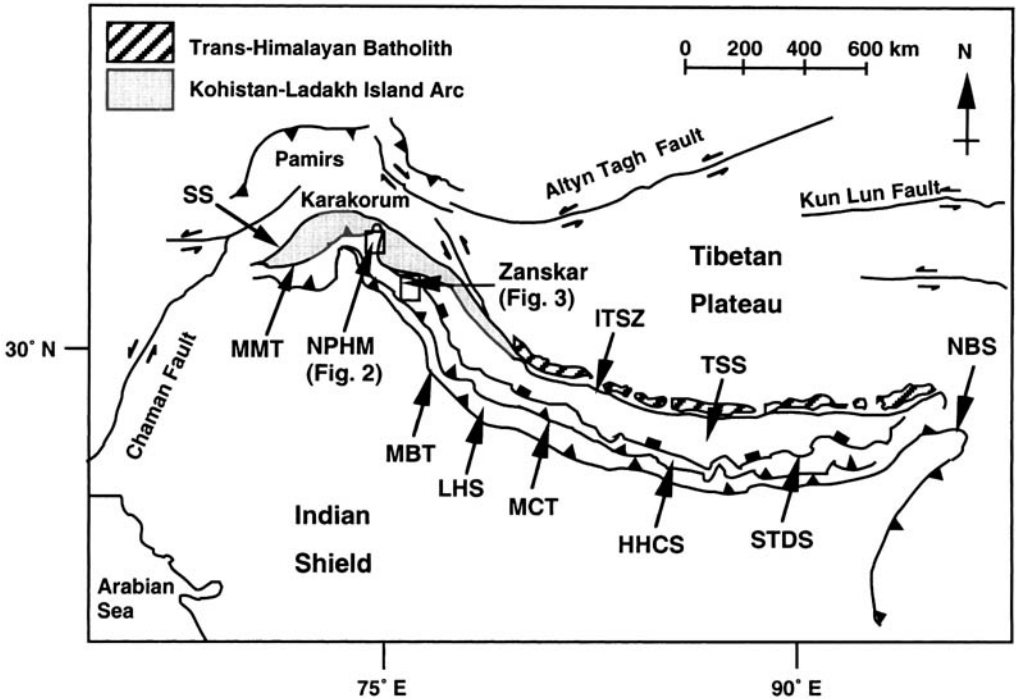 Trans-Himalayan Batholith
Kohistan-Ladakh Island Arc
0 200 400 600 km
N
Pamirs
Altyn Tagh Fault
SS
Karakorum
Kun Lun Fault
Tibetan
Plateau
Zanskar
(Fig. 3)
ITSZ
30° N
MMT
NPHM
(Fig. 2)
TSS
NBS
Chaman Fault
MBT
LHS
MCT
HHCS
STDS
Indian
Shield
Arabian
Sea
75° E
90° E